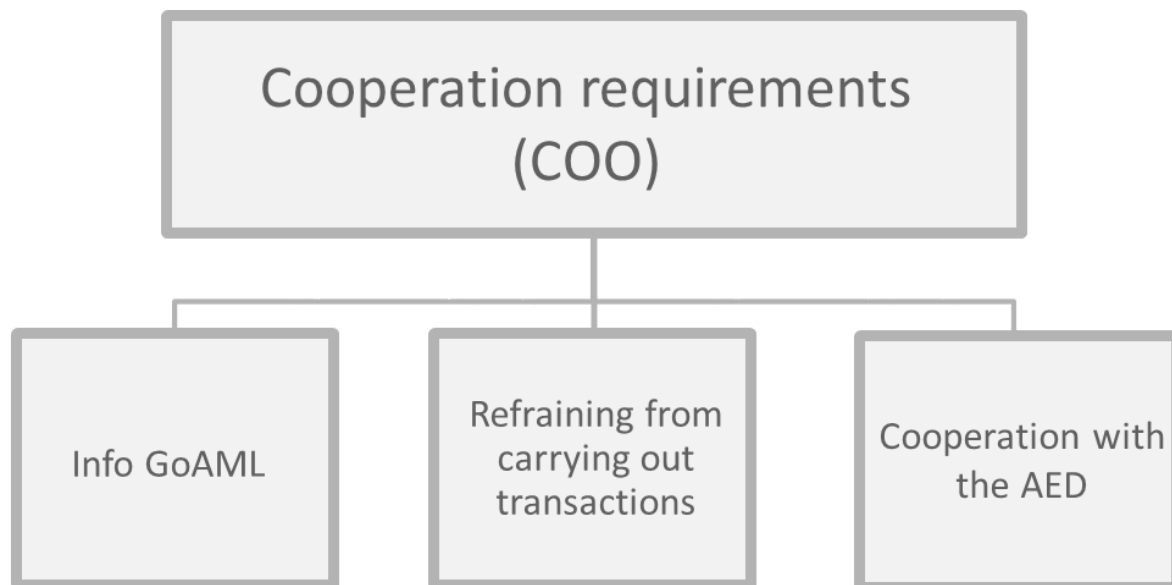 Cooperation requirements
(COO)
Info GoAML
Refraining from
carrying out
transactions
Cooperation with
the AED